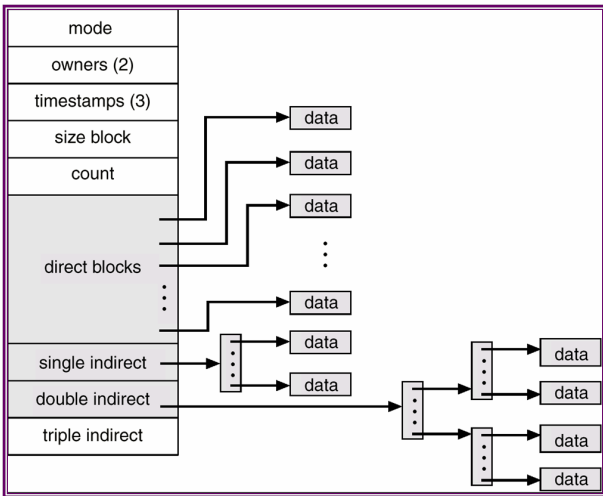 mode
owners (2)
timestamps (3)
size block
count
data
data
data
direct blocks
data
single indirect
data
data
double indirect
triple indirect
data
data
data
data